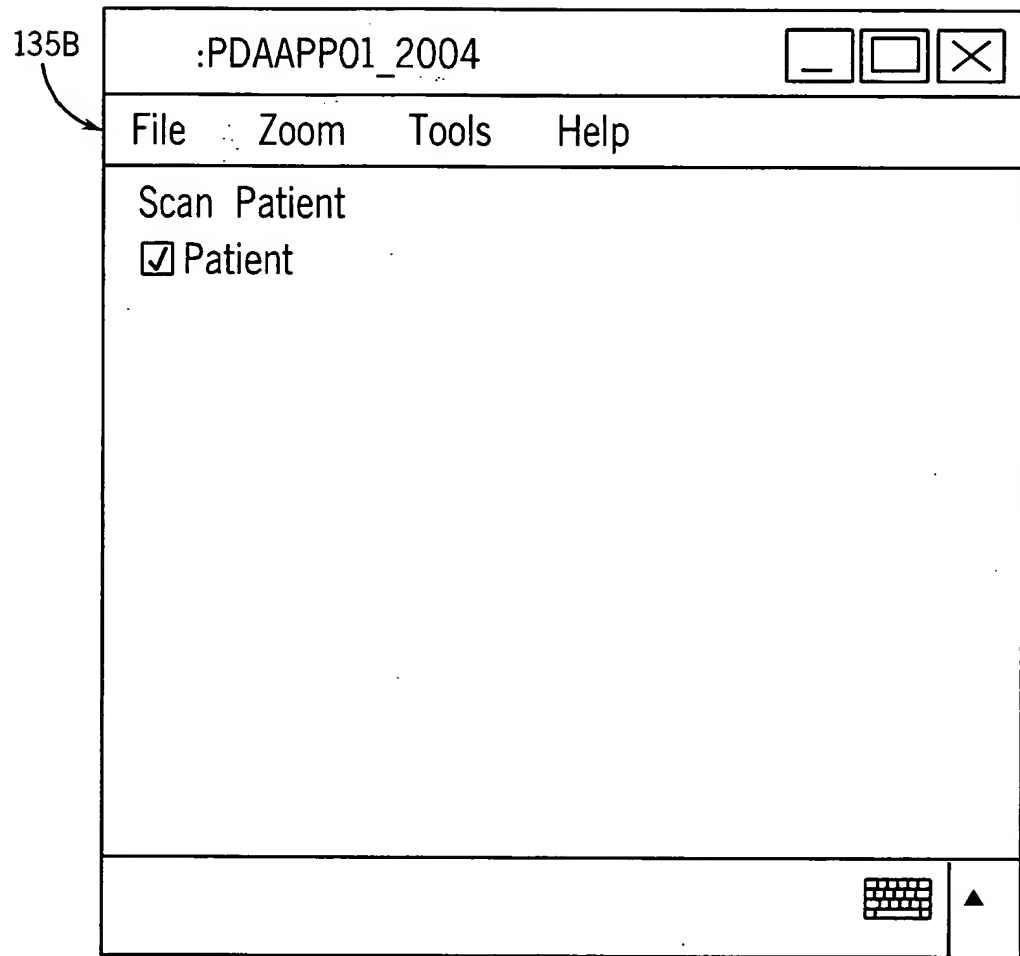 135B
:PDAAPP01_2004
File Zoom Tools Help
Scan Patient
☑ Patient